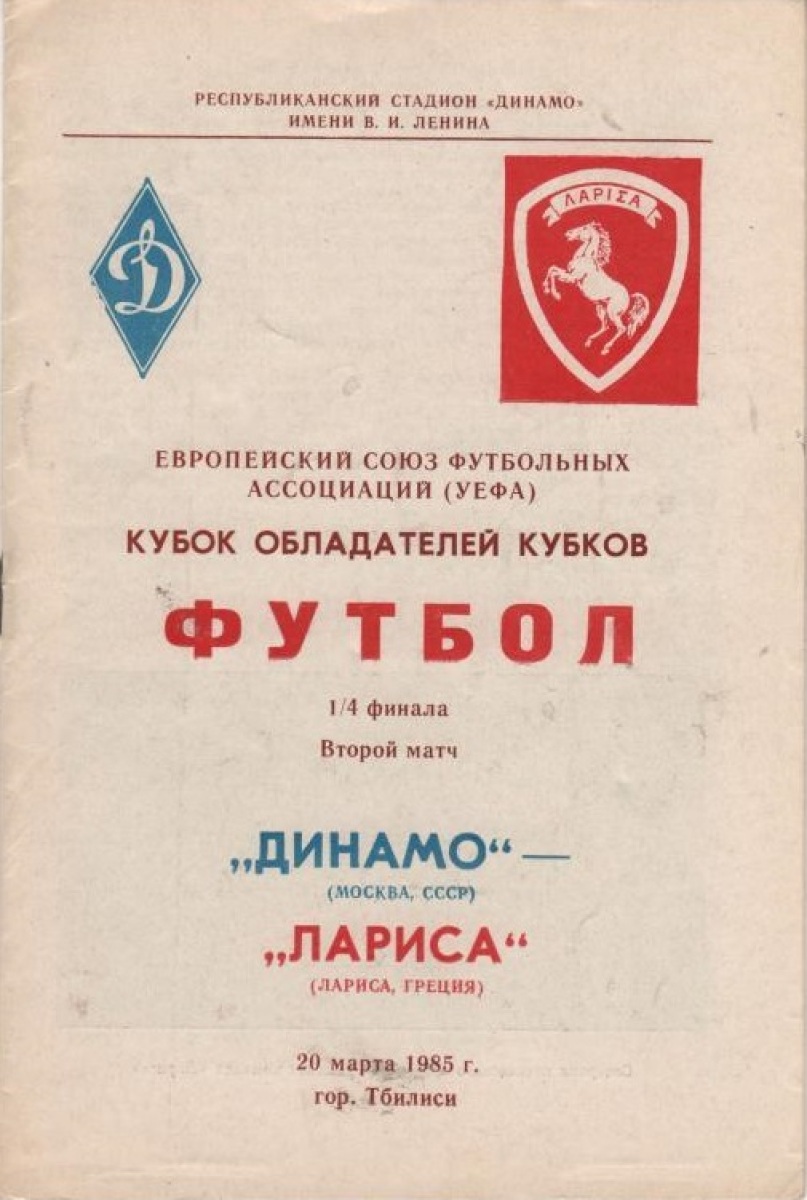 РЕСПУБЛИКАНСКИЙ СТАДИОН «ДИНАМО»
ИМЕНИ В. И. ЛЕНИНА
Д
ΛΑΡΙΣΑ
ЕВРОПЕЙСКИЙ СОЮЗ ФУТБОЛЬНЫХ
АССОЦИАЦИЙ (УЕФА)
КУБОК ОБЛАДАТЕЛЕЙ КУБКОВ
ФУТБОЛ
1/4 финала
Второй матч
„ДИНАМО“ —
(МОСКВА, СССР)
„ЛАРИСА“
(ЛАРИСА, ГРЕЦИЯ)
20 марта 1985 г.
гор. Тбилиси